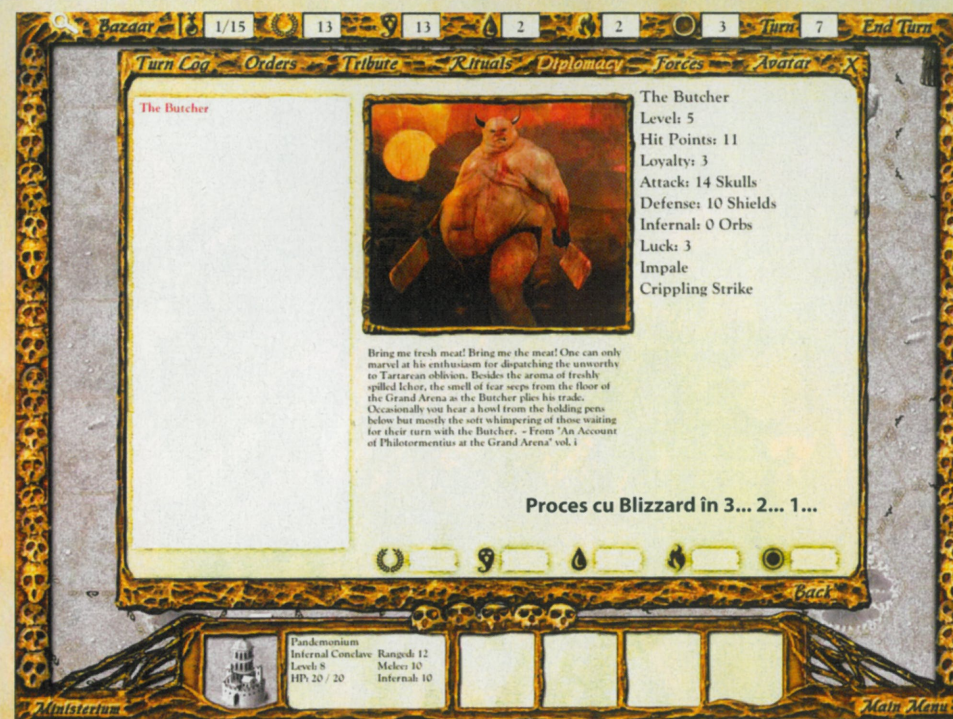 Bazaar 1/15 13 13 2 2 3 Turn 7 End Turn
Turn Log Orders Tribute Rituals Diplomacy Forces Avatar X
The Butcher
The Butcher
Level: 5
Hit Points: 11
Loyalty: 3
Attack: 14 Skulls
Defense: 10 Shields
Infernal: 0 Orbs
Luck: 3
Impale
Crippling Strike
Bring me fresh meat! Bring me the meat! One can only
marvel at his enthusiasm for dispatching the unworthy
to Tartarean oblivion. Besides the aroma of freshly
spilled Ichor, the smell of fear seeps from the floor of
the Grand Arena as the Butcher plies his trade.
Occasionally you hear a howl from the holding pens
below but mostly the soft whimpering of those waiting
for their turn with the Butcher. - From "An Account
of Philotormentius at the Grand Arena" vol. i
Proces cu Blizzard în 3... 2... 1...
Back
Pandemonium
Infernal Conclave Ranged: 12
Level: 8 Melee: 10
HP: 20 / 20 Infernal: 10
Ministerium Main Menu